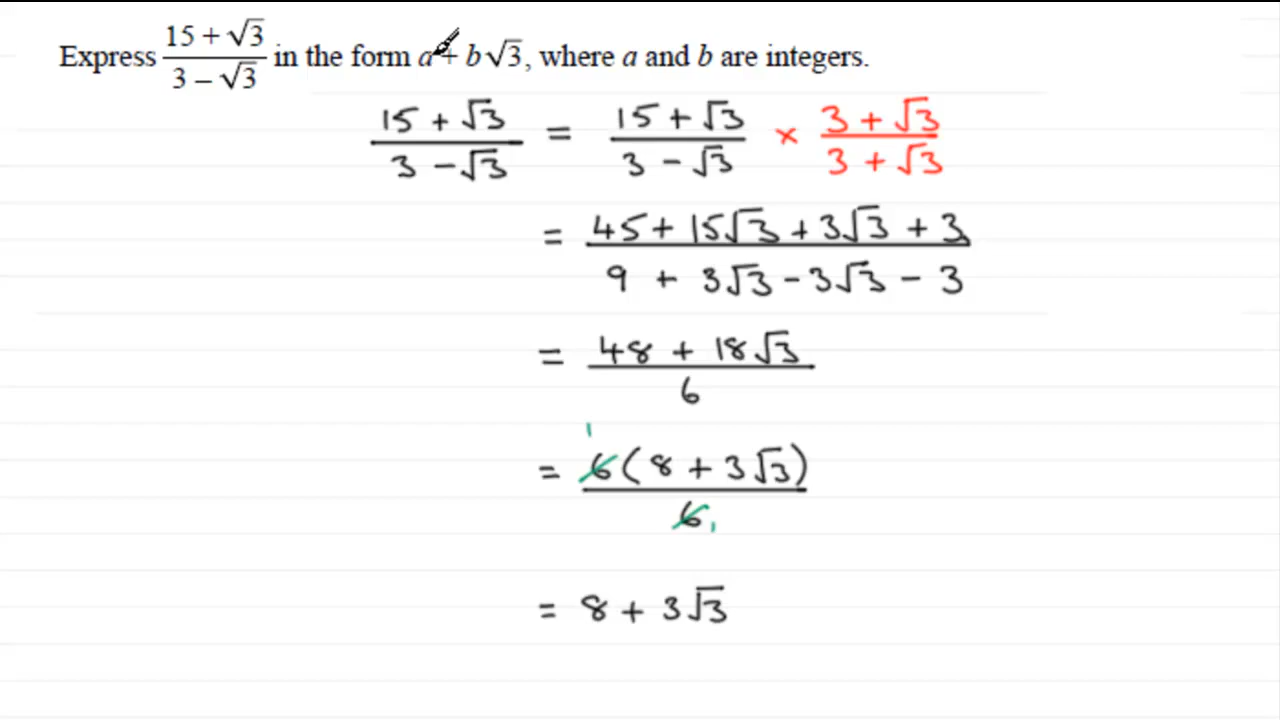 Express (15 + √3)/(3 – √3) in the form a + b√3, where a and b are integers.
(15 + √3)/(3 – √3) = (15 + √3)/(3 – √3) × (3 + √3)/(3 + √3)
= (45 + 15√3 + 3√3 + 3)/(9 + 3√3 – 3√3 – 3)
= (48 + 18√3)/6
1
= 6(8 + 3√3)/6 1
= 8 + 3√3